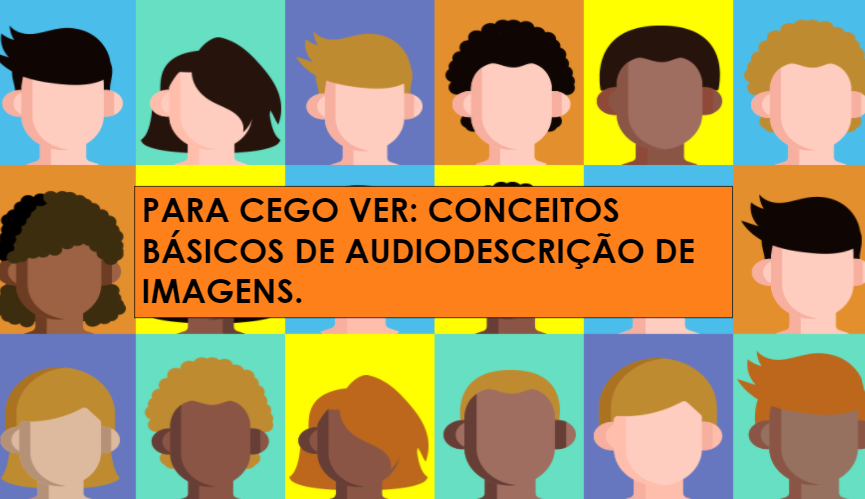 PARA CEGO VER: CONCEITOS
BÁSICOS DE AUDIODESCRIÇÃO DE
IMAGENS.